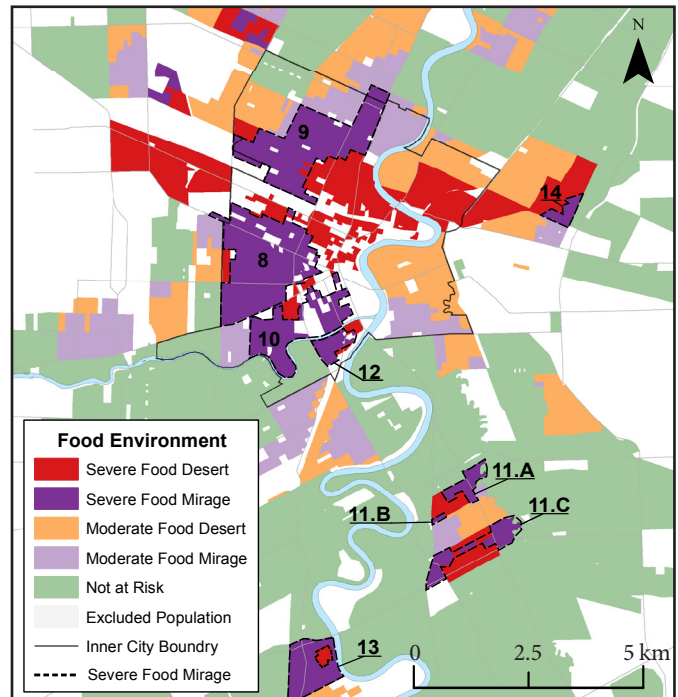 N
9
14
8
10
12
11.A
11.B
11.C
13
Food Environment
Severe Food Desert
Severe Food Mirage
Moderate Food Desert
Moderate Food Mirage
Not at Risk
Excluded Population
Inner City Boundry
Severe Food Mirage
0 2.5 5 km